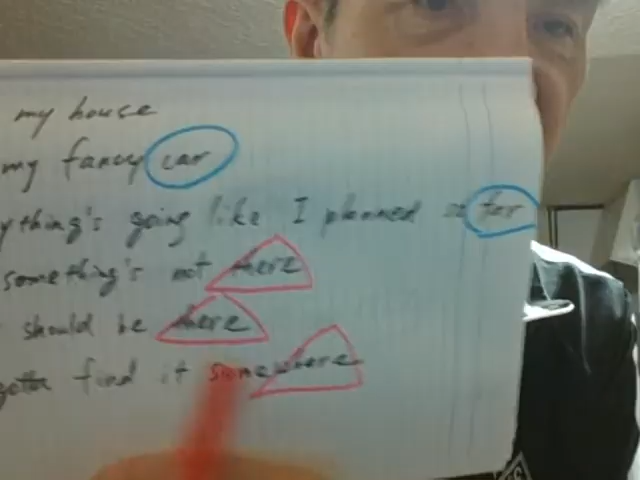 my house
my fancy car
ything's going like I planned so far
something's not there
should be there
gotta find it somewhere